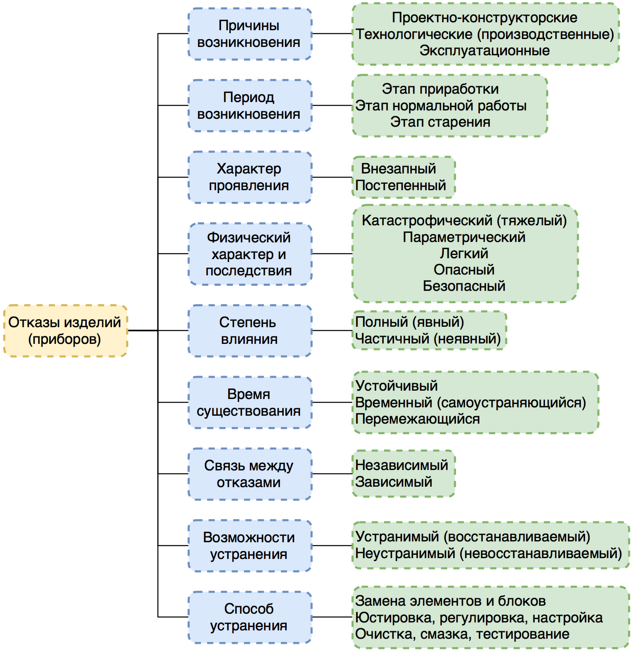 Отказы изделий
(приборов)
Причины
возникновения
Проектно-конструкторские
Технологические (производственные)
Эксплуатационные
Период
возникновения
Этап приработки
Этап нормальной работы
Этап старения
Характер
проявления
Внезапный
Постепенный
Физический
характер и
последствия
Катастрофический (тяжелый)
Параметрический
Легкий
Опасный
Безопасный
Степень
влияния
Полный (явный)
Частичный (неявный)
Время
существования
Устойчивый
Временный (самоустраняющийся)
Перемежающийся
Связь между
отказами
Независимый
Зависимый
Возможности
устранения
Устранимый (восстанавливаемый)
Неустранимый (невосстанавливаемый)
Способ
устранения
Замена элементов и блоков
Юстировка, регулировка, настройка
Очистка, смазка, тестирование